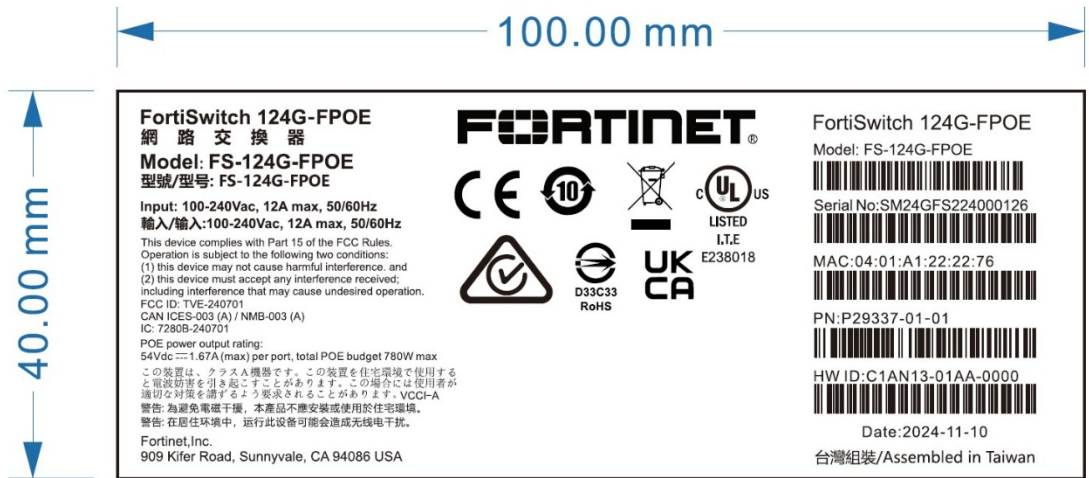 100.00 mm
40.00 mm
FortiSwitch 124G-FPOE
網路交換器
Model: FS-124G-FPOE
型號/型号: FS-124G-FPOE
Input: 100-240Vac, 12A max, 50/60Hz
輸入/输入:100-240Vac, 12A max, 50/60Hz
This device complies with Part 15 of the FCC Rules.
Operation is subject to the following two conditions:
(1) this device may not cause harmful interference. and
(2) this device must accept any interference received;
including interference that may cause undesired operation.
FCC ID: TVE-240701
CAN ICES-003 (A) / NMB-003 (A)
IC: 7280B-240701
POE power output rating:
54Vdc ⎓ 1.67A (max) per port, total POE budget 780W max
この装置は、クラスA機器です。この装置を住宅環境で使用する
と電波妨害を引き起こすことがあります。この場合には使用者が
適切な対策を講ずるよう要求されることがあります。VCCI-A
警告: 為避免電磁干擾，本產品不應安裝或使用於住宅環境。
警告: 在居住环境中，运行此设备可能会造成无线电干扰。
Fortinet,Inc.
909 Kifer Road, Sunnyvale, CA 94086 USA
FORTINET®
CE
10
C UL US
LISTED
I.T.E
E238018
D33C33
RoHS
UK
CA
FortiSwitch 124G-FPOE
Model: FS-124G-FPOE
Serial No:SM24GFS224000126
MAC:04:01:A1:22:22:76
PN:P29337-01-01
HW ID:C1AN13-01AA-0000
Date:2024-11-10
台灣組裝/Assembled in Taiwan